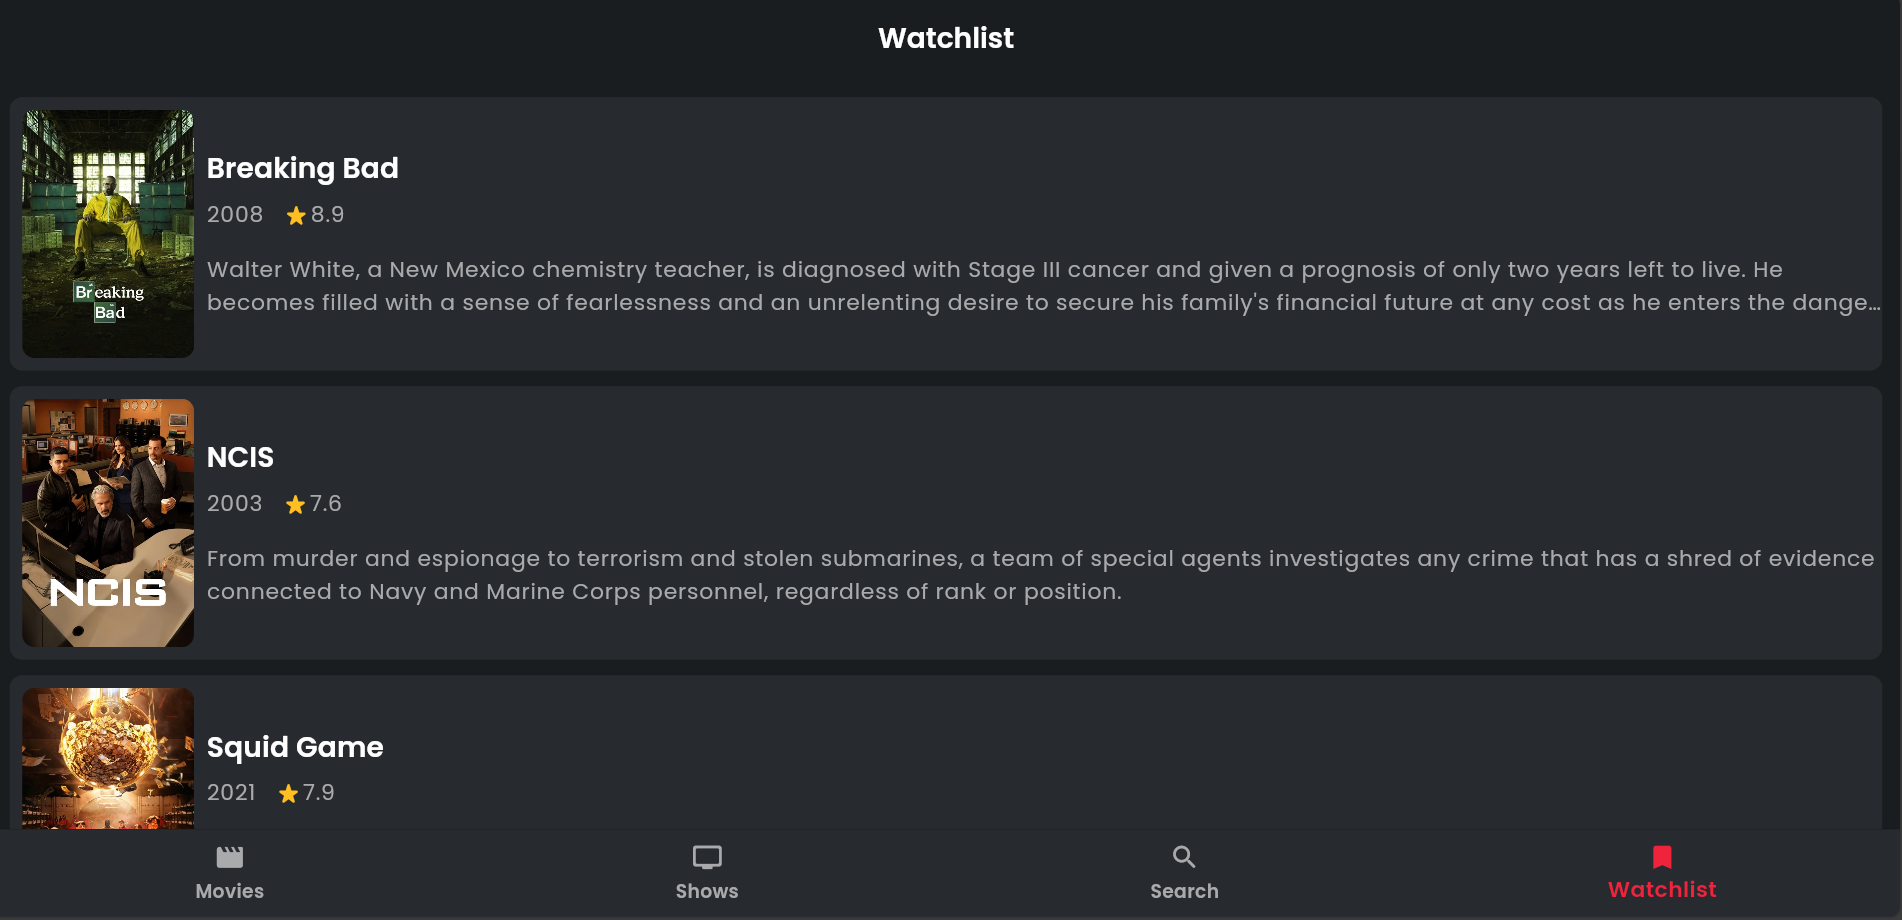 Watchlist
Breaking Bad
2008 8.9
Walter White, a New Mexico chemistry teacher, is diagnosed with Stage III cancer and given a prognosis of only two years left to live. He
becomes filled with a sense of fearlessness and an unrelenting desire to secure his family's financial future at any cost as he enters the dange…
Breaking
Bad
NCIS
2003 7.6
From murder and espionage to terrorism and stolen submarines, a team of special agents investigates any crime that has a shred of evidence
connected to Navy and Marine Corps personnel, regardless of rank or position.
NCIS
Squid Game
2021 7.9
Movies
Shows
Search
Watchlist